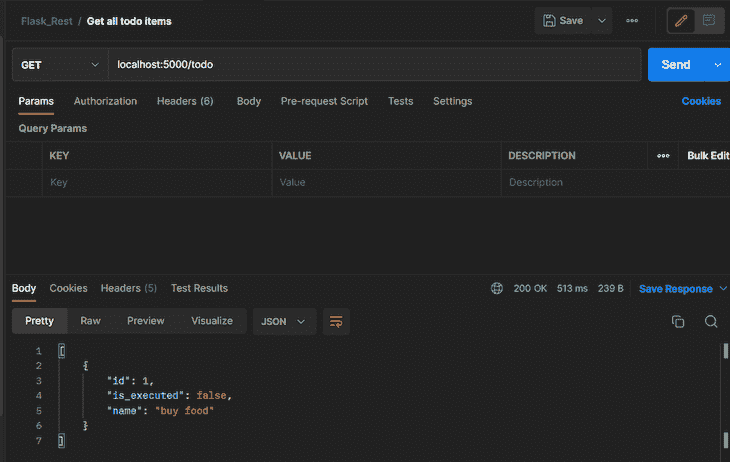 Flask_Rest / Get all todo items Save
GET localhost:5000/todo Send
Params Authorization Headers (6) Body Pre-request Script Tests Settings Cookies
Query Params
KEY VALUE DESCRIPTION Bulk Edit
Key Value Description
Body Cookies Headers (5) Test Results 200 OK 513 ms 239 B Save Response
Pretty Raw Preview Visualize JSON
1 [
2 {
3 "id": 1,
4 "is_executed": false,
5 "name": "buy food"
6 }
7 ]